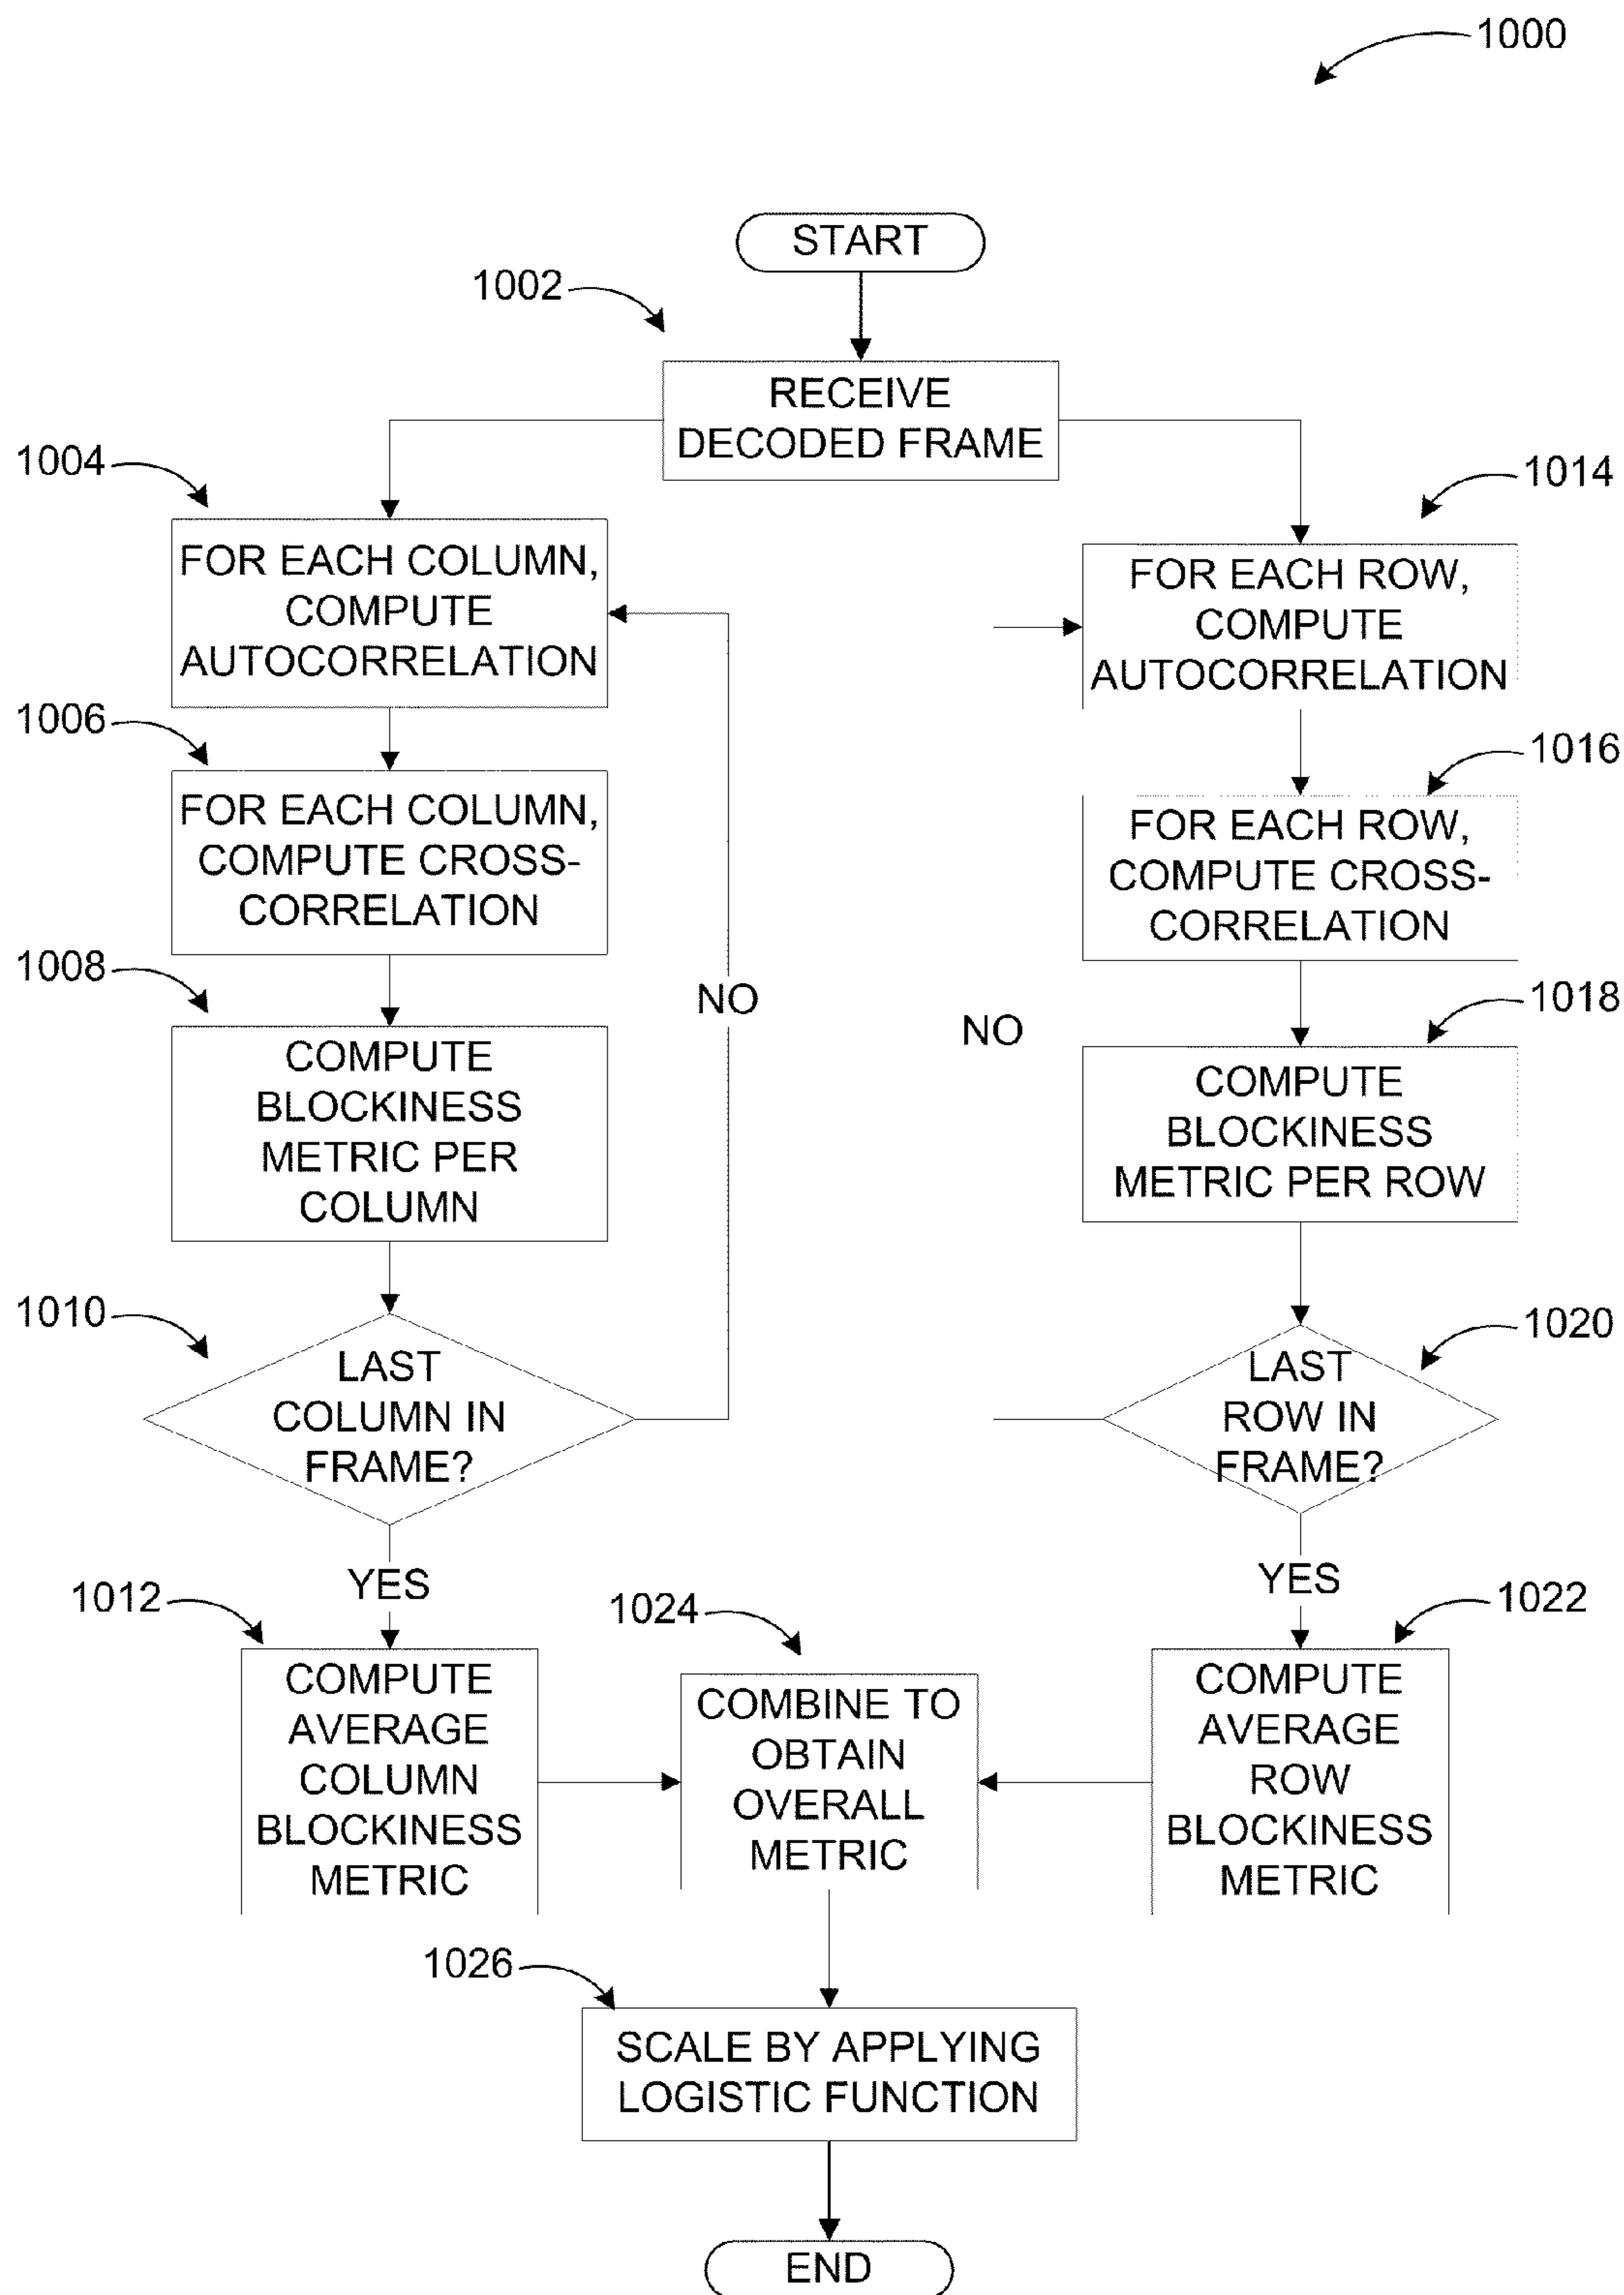 1000
START
1002
RECEIVE
DECODED FRAME
1004
FOR EACH COLUMN,
COMPUTE
AUTOCORRELATION
1006
FOR EACH COLUMN,
COMPUTE CROSS-
CORRELATION
1008
COMPUTE
BLOCKINESS
METRIC PER
COLUMN
NO
1010
LAST
COLUMN IN
FRAME?
YES
1012
COMPUTE
AVERAGE
COLUMN
BLOCKINESS
METRIC
1014
FOR EACH ROW,
COMPUTE
AUTOCORRELATION
1016
FOR EACH ROW,
COMPUTE CROSS-
CORRELATION
1018
NO
COMPUTE
BLOCKINESS
METRIC PER ROW
1020
LAST
ROW IN
FRAME?
YES
1022
COMPUTE
AVERAGE
ROW
BLOCKINESS
METRIC
1024
COMBINE TO
OBTAIN
OVERALL
METRIC
1026
SCALE BY APPLYING
LOGISTIC FUNCTION
END